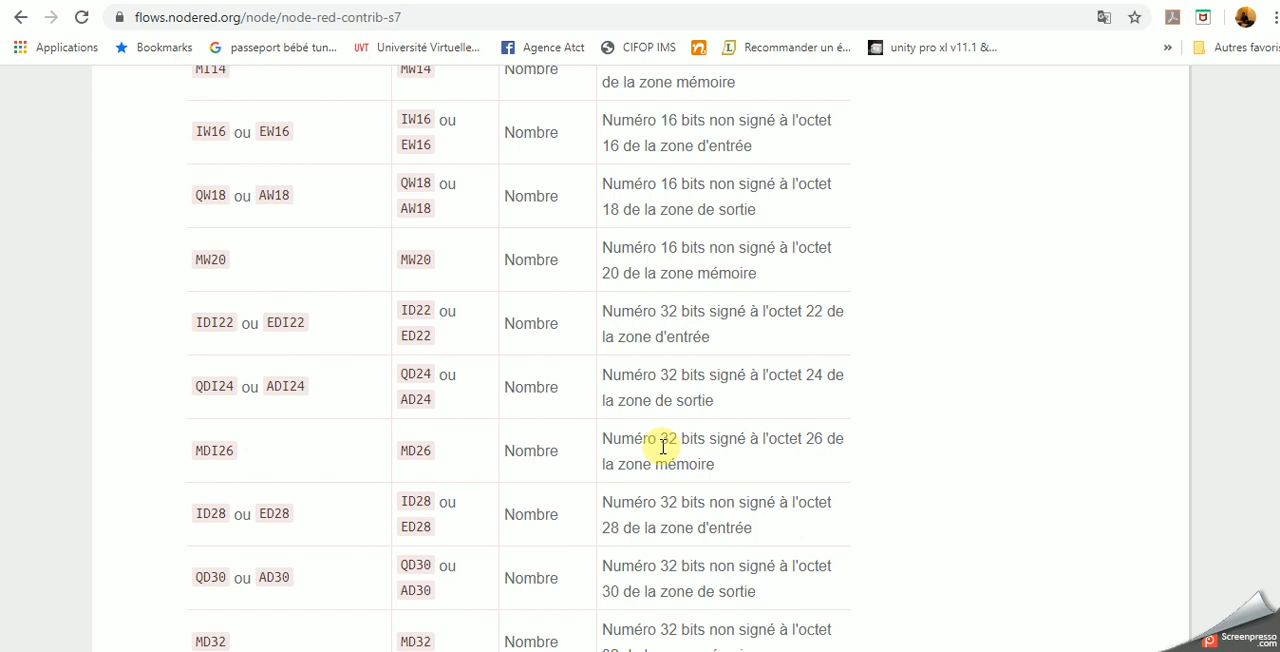 flows.nodered.org/node/node-red-contrib-s7
Applications Bookmarks passeport bébé tun... UVT Université Virtuelle... Agence Atct CIFOP IMS Recommander un é... unity pro xl v11.1 &... » Autres favoris
MI14 MW14 Nombre
de la zone mémoire
IW16 ou EW16
IW16 ou
EW16
Nombre
Numéro 16 bits non signé à l'octet
16 de la zone d'entrée
QW18 ou AW18
QW18 ou
AW18
Nombre
Numéro 16 bits non signé à l'octet
18 de la zone de sortie
MW20
MW20
Nombre
Numéro 16 bits non signé à l'octet
20 de la zone mémoire
IDI22 ou EDI22
ID22 ou
ED22
Nombre
Numéro 32 bits signé à l'octet 22 de
la zone d'entrée
QDI24 ou ADI24
QD24 ou
AD24
Nombre
Numéro 32 bits signé à l'octet 24 de
la zone de sortie
MDI26
MD26
Nombre
Numéro 32 bits signé à l'octet 26 de
la zone mémoire
ID28 ou ED28
ID28 ou
ED28
Nombre
Numéro 32 bits non signé à l'octet
28 de la zone d'entrée
QD30 ou AD30
QD30 ou
AD30
Nombre
Numéro 32 bits non signé à l'octet
30 de la zone de sortie
MD32
MD32
Nombre
Numéro 32 bits non signé à l'octet
Screenpresso
.com